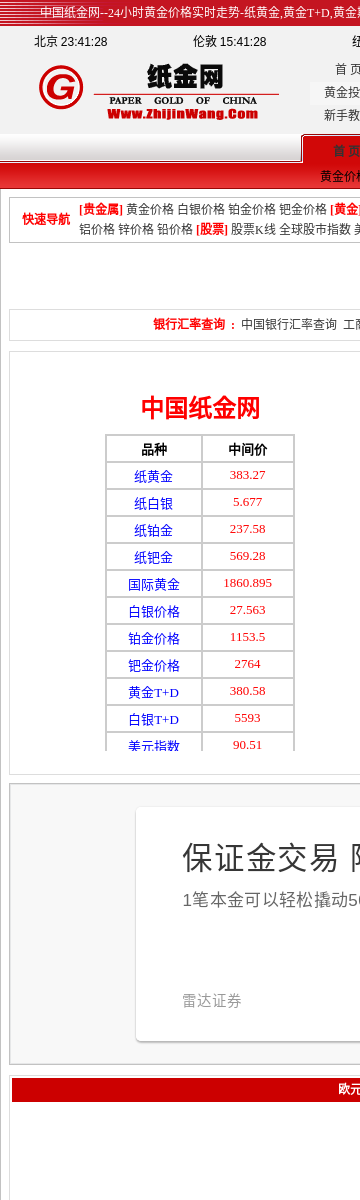 中国纸金网--24小时黄金价格实时走势-纸黄金,黄金T+D,黄金
北京 23:41:28 伦敦 15:41:28
纸金网
PAPER GOLD OF CHINA
Www.ZhijinWang.Com
首 页
黄金投
新手教
首 页
黄金价
快速导航
[贵金属] 黄金价格 白银价格 铂金价格 钯金价格 [黄金
铝价格 锌价格 铅价格 [股票] 股票K线 全球股市指数
银行汇率查询 : 中国银行汇率查询 工
中国纸金网
品种 中间价
纸黄金 383.27
纸白银 5.677
纸铂金 237.58
纸钯金 569.28
国际黄金 1860.895
白银价格 27.563
铂金价格 1153.5
钯金价格 2764
黄金T+D 380.58
白银T+D 5593
美元指数 90.51
保证金交易
1笔本金可以轻松撬动5
雷达证券
欧元